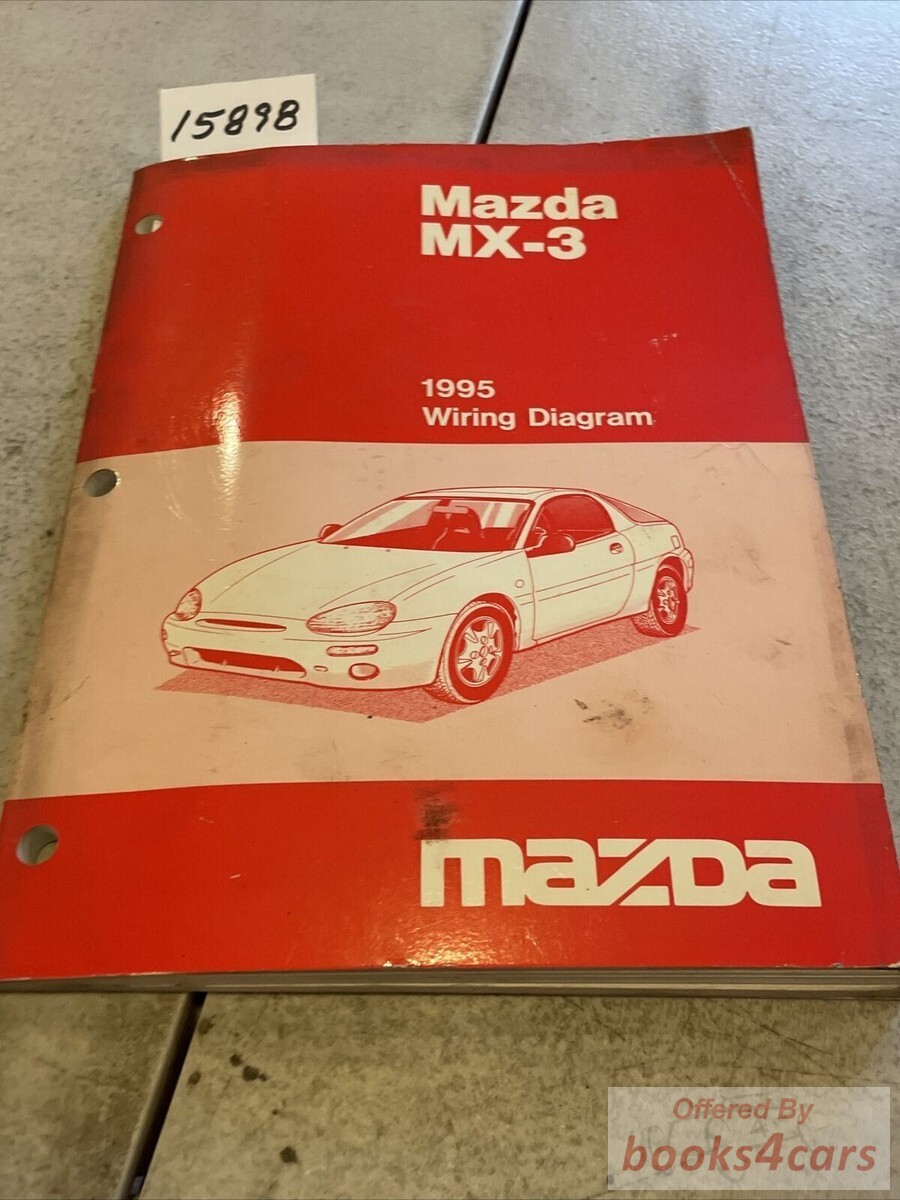 15898
Mazda
MX-3
1995
Wiring Diagram
mazda
Offered By
books4cars